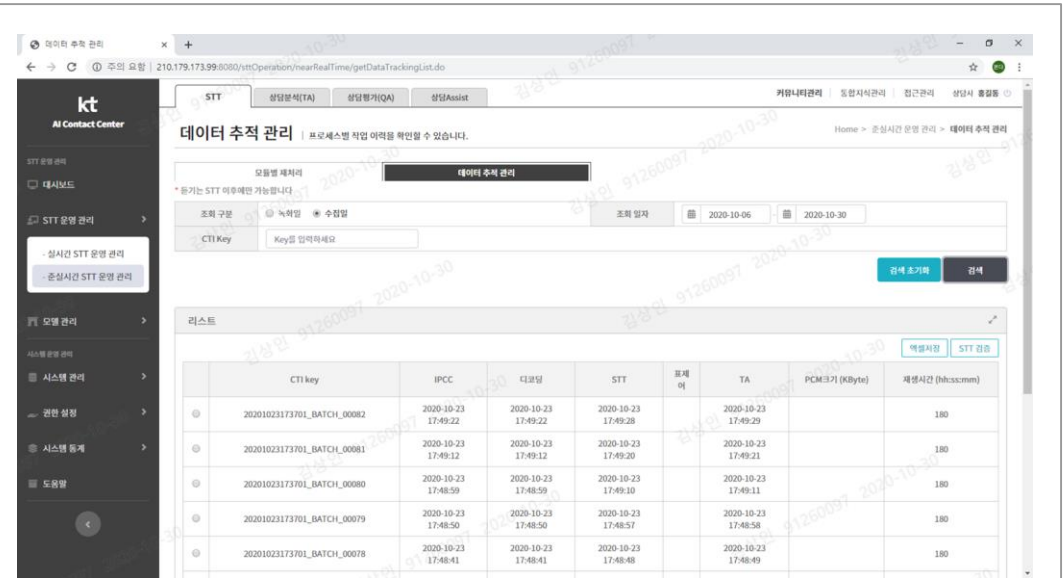 데이터 추적 관리
주의 요함 | 210.179.173.99:8080/sttOperation/nearRealTime/getDataTrackingList.do
kt
AI Contact Center
STT 상담분석(TA) 상담평가(QA) 상담Assist
커뮤니티관리 통합지식관리 접근관리 상담사 홍길동
데이터 추적 관리 | 프로세스별 작업 이력을 확인할 수 있습니다.
Home > 준실시간 운영 관리 > 데이터 추적 관리
STT 운영 관리
대시보드
STT 운영 관리
- 실시간 STT 운영 관리
- 준실시간 STT 운영 관리
모델 관리
시스템 운영 관리
시스템 관리
권한 설정
시스템 통계
도움말
모듈별 재처리 데이터 추적 관리
* 듣기는 STT 이후에만 가능합니다
조회 구분 녹취일 수집일 조회 일자 2020-10-06 - 2020-10-30
CTI Key Key를 입력하세요
검색 초기화 검색
리스트
엑셀저장 STT 검증
CTI key IPCC 디코딩 STT 표제어 TA PCM크기 (KByte) 재생시간 (hh:ss:mm)
20201023173701_BATCH_00082 2020-10-23 17:49:22 2020-10-23 17:49:22 2020-10-23 17:49:28 2020-10-23 17:49:29 180
20201023173701_BATCH_00081 2020-10-23 17:49:12 2020-10-23 17:49:12 2020-10-23 17:49:20 2020-10-23 17:49:21 180
20201023173701_BATCH_00080 2020-10-23 17:48:59 2020-10-23 17:48:59 2020-10-23 17:49:10 2020-10-23 17:49:11 180
20201023173701_BATCH_00079 2020-10-23 17:48:50 2020-10-23 17:48:50 2020-10-23 17:48:57 2020-10-23 17:48:58 180
20201023173701_BATCH_00078 2020-10-23 17:48:41 2020-10-23 17:48:41 2020-10-23 17:48:48 2020-10-23 17:48:49 180
김상인 91260097 2020-10-30